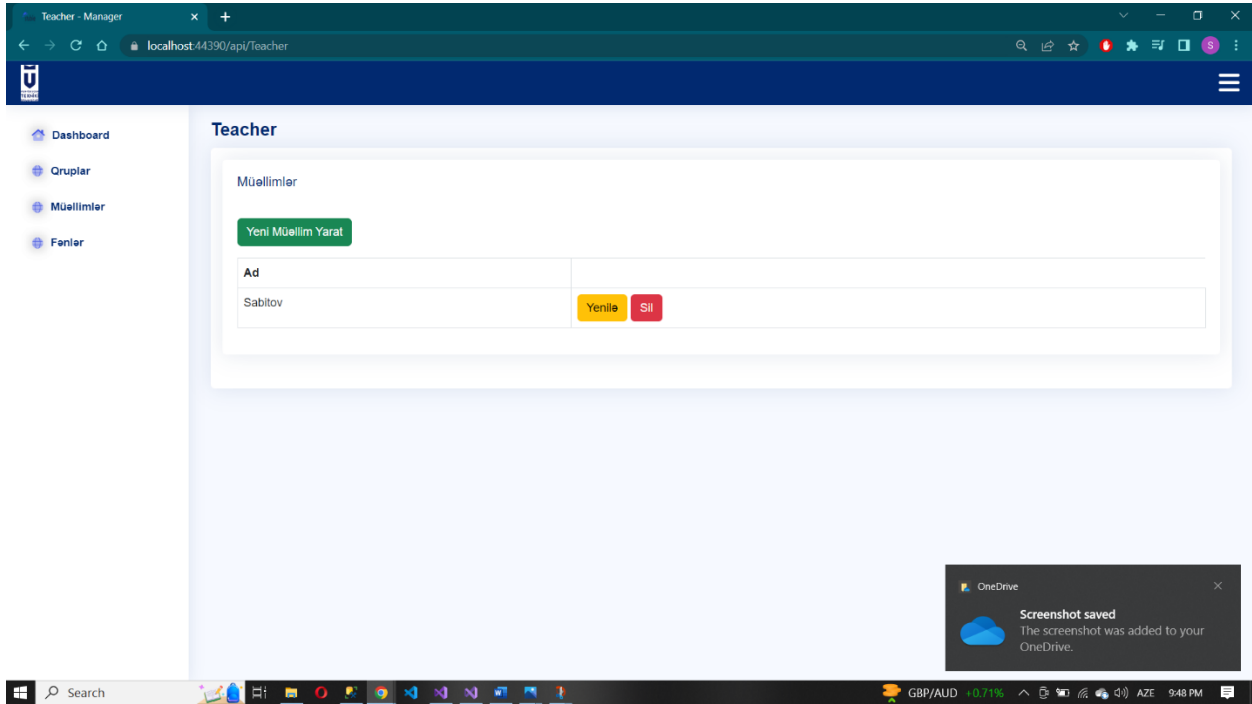 Teacher - Manager
localhost:44390/api/Teacher
S
Dashboard
Qruplar
Müəllimlər
Fənlər
Teacher
Müəllimlər
Yeni Müəllim Yarat
Ad
Sabitov
Yenilə Sil
OneDrive
Screenshot saved
The screenshot was added to your
OneDrive.
Search
GBP/AUD +0.71%
AZE
9:48 PM